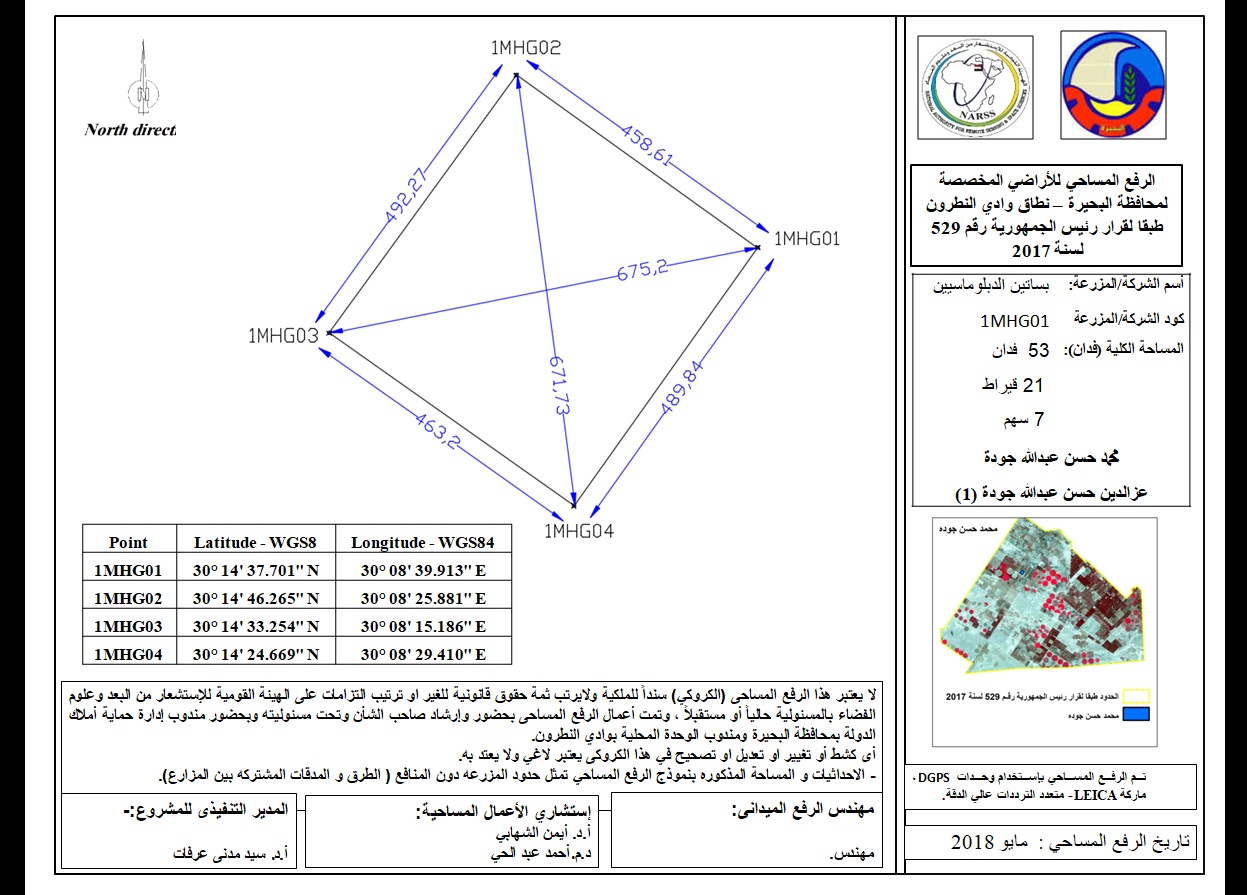 North direct
1MHG02
458,61
492,27
1MHG01
675,2
1MHG03
671,73
489,84
463,2
1MHG04
Point Latitude - WGS8 Longitude - WGS84
1MHG01 30° 14' 37.701" N 30° 08' 39.913" E
1MHG02 30° 14' 46.265" N 30° 08' 25.881" E
1MHG03 30° 14' 33.254" N 30° 08' 15.186" E
1MHG04 30° 14' 24.669" N 30° 08' 29.410" E
NARSS
NATIONAL AUTHORITY FOR REMOTE SENSING & SPACE SCIENCES
البحيرة
الرفع المساحي للأراضي المخصصة
لمحافظة البحيرة – نطاق وادي النطرون
طبقا لقرار رئيس الجمهورية رقم 529
لسنة 2017
أسم الشركة/المزرعة: بساتين الدبلوماسيين
كود الشركة/المزرعة 1MHG01
المساحة الكلية (فدان): 53 فدان
21 قيراط
7 سهم
محمد حسن عبدالله جودة
عزالدين حسن عبدالله جودة (1)
محمد حسن جوده
الحدود طبقا لقرار رئيس الجمهورية رقم 529 لسنة 2017
محمد حسن جوده
تم الرفع المساحي بإستخدام وحدات DGPS ،
ماركة LEICA- متعدد الترددات عالي الدقة.
تاريخ الرفع المساحي : مايو 2018
لا يعتبر هذا الرفع المساحى (الكروكي) سنداً للملكية ولايرتب ثمة حقوق قانونية للغير او ترتيب التزامات على الهيئة القومية للإستشعار من البعد وعلوم
الفضاء بالمسئولية حالياً أو مستقبلاً ، وتمت أعمال الرفع المساحى بحضور وإرشاد صاحب الشأن وتحت مسئوليته وبحضور مندوب إدارة حماية أملاك
الدولة بمحافظة البحيرة ومندوب الوحدة المحلية بوادي النطرون.
أى كشط أو تغيير او تعديل او تصحيح في هذا الكروكى يعتبر لاغي ولا يعتد به.
- الاحداثيات و المساحة المذكوره بنموذج الرفع المساحي تمثل حدود المزرعه دون المنافع ( الطرق و المدقات المشتركه بين المزارع).
مهندس الرفع الميدانى:
مهندس.
إستشاري الأعمال المساحية:
أ.د. أيمن الشهابي
د.م.أحمد عبد الحي
المدير التنفيذى للمشروع:-
أ.د. سيد مدنى عرفات